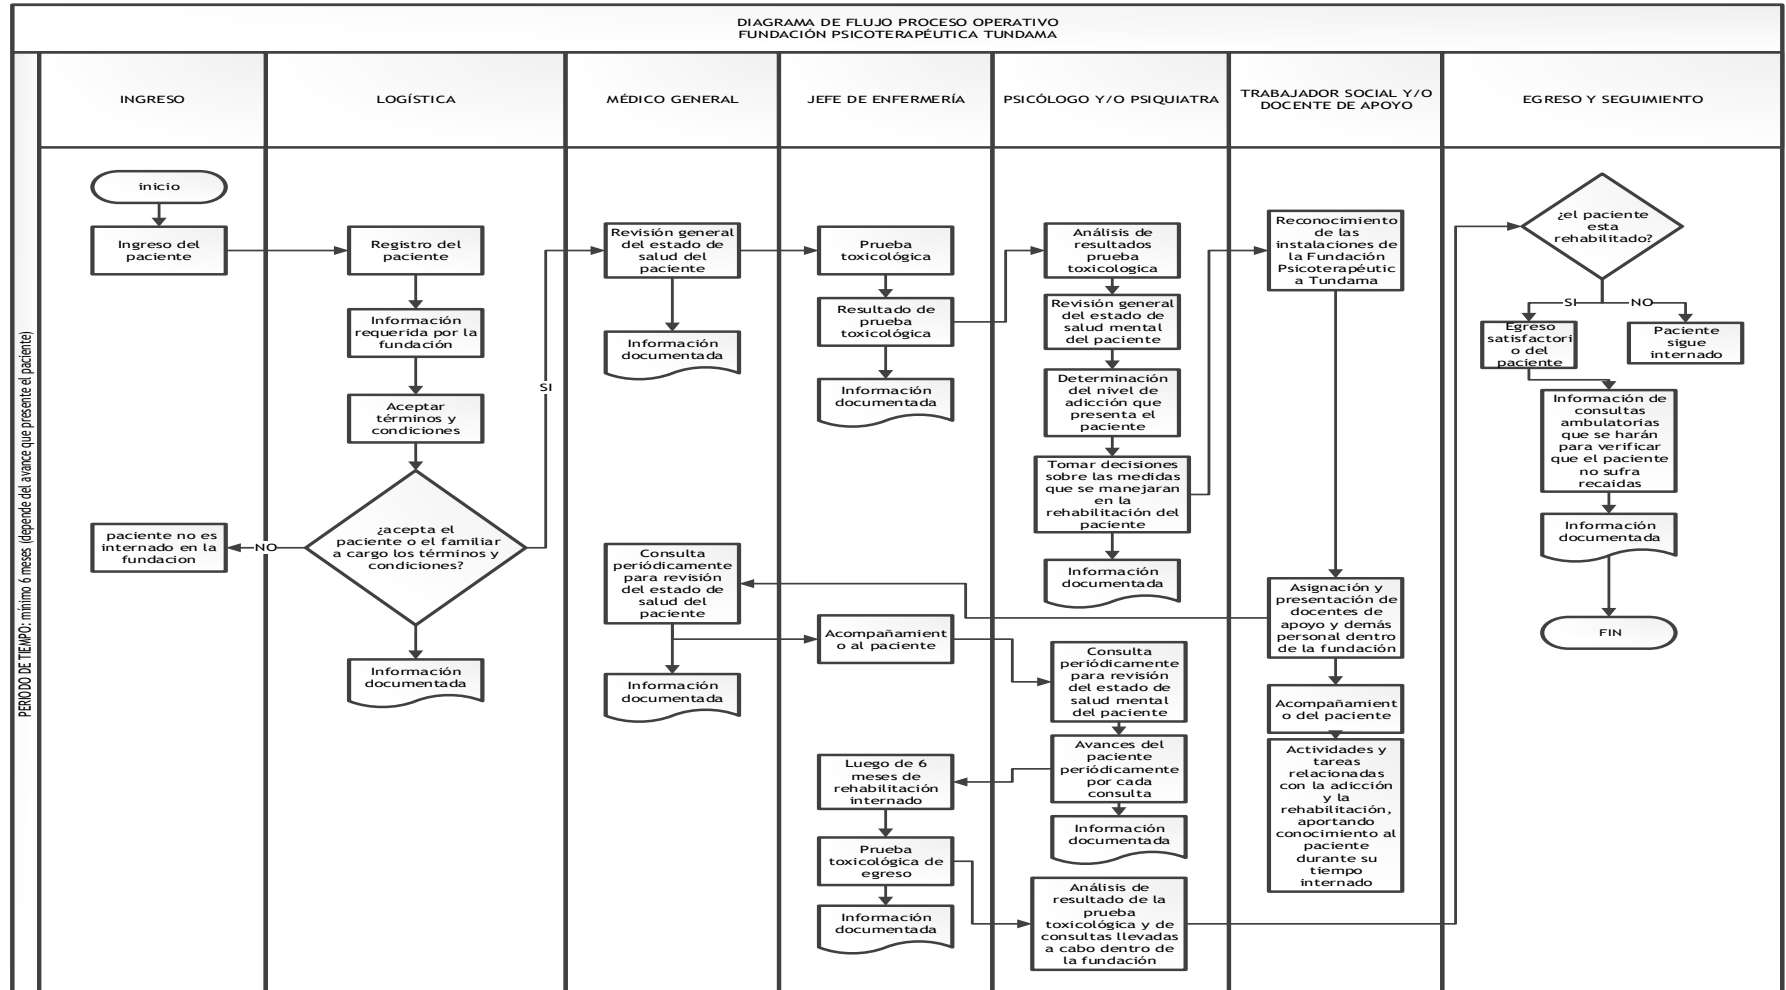 DIAGRAMA DE FLUJO PROCESO OPERATIVO
FUNDACIÓN PSICOTERAPÉUTICA TUNDAMA
PERIODO DE TIEMPO: mínimo 6 meses (depende del avance que presente el paciente)
INGRESO
LOGÍSTICA
MÉDICO GENERAL
JEFE DE ENFERMERÍA
PSICÓLOGO Y/O PSIQUIATRA
TRABAJADOR SOCIAL Y/O
DOCENTE DE APOYO
EGRESO Y SEGUIMIENTO
inicio
Ingreso del
paciente
paciente no es
internado en la
fundacion
Registro del
paciente
Información
requerida por la
fundación
Aceptar
términos y
condiciones
¿acepta el
paciente o el familiar
a cargo los términos y
condiciones?
NO
SI
Información
documentada
Revisión general
del estado de
salud del
paciente
Información
documentada
Consulta
periódicamente
para revisión
del estado de
salud del
paciente
Información
documentada
Prueba
toxicológica
Resultado de
prueba
toxicológica
Información
documentada
Acompañamient
o al paciente
Luego de 6
meses de
rehabilitación
internado
Prueba
toxicológica de
egreso
Información
documentada
Análisis de
resultados
prueba
toxicologica
Revisión general
del estado de
salud mental
del paciente
Determinación
del nivel de
adicción que
presenta el
paciente
Tomar decisiones
sobre las medidas
que se manejaran
en la
rehabilitación del
paciente
Información
documentada
Consulta
periódicamente
para revisión
del estado de
salud mental
del paciente
Avances del
paciente
periódicamente
por cada
consulta
Información
documentada
Análisis de
resultado de la
prueba
toxicológica y de
consultas llevadas
a cabo dentro de
la fundación
Reconocimiento
de las
instalaciones de
la Fundación
Psicoterapéutic
a Tundama
Asignación y
presentación de
docentes de
apoyo y demás
personal dentro
de la fundación
Acompañamient
o del paciente
Actividades y
tareas
relacionadas
con la adicción
y la
rehabilitación,
aportando
conocimiento al
paciente
durante su
tiempo
internado
¿el paciente
esta
rehabilitado?
SI
NO
Egreso
satisfactori
o del
paciente
Paciente
sigue
internado
Información de
consultas
ambulatorias
que se harán
para verificar
que el paciente
no sufra
recaidas
Información
documentada
FIN